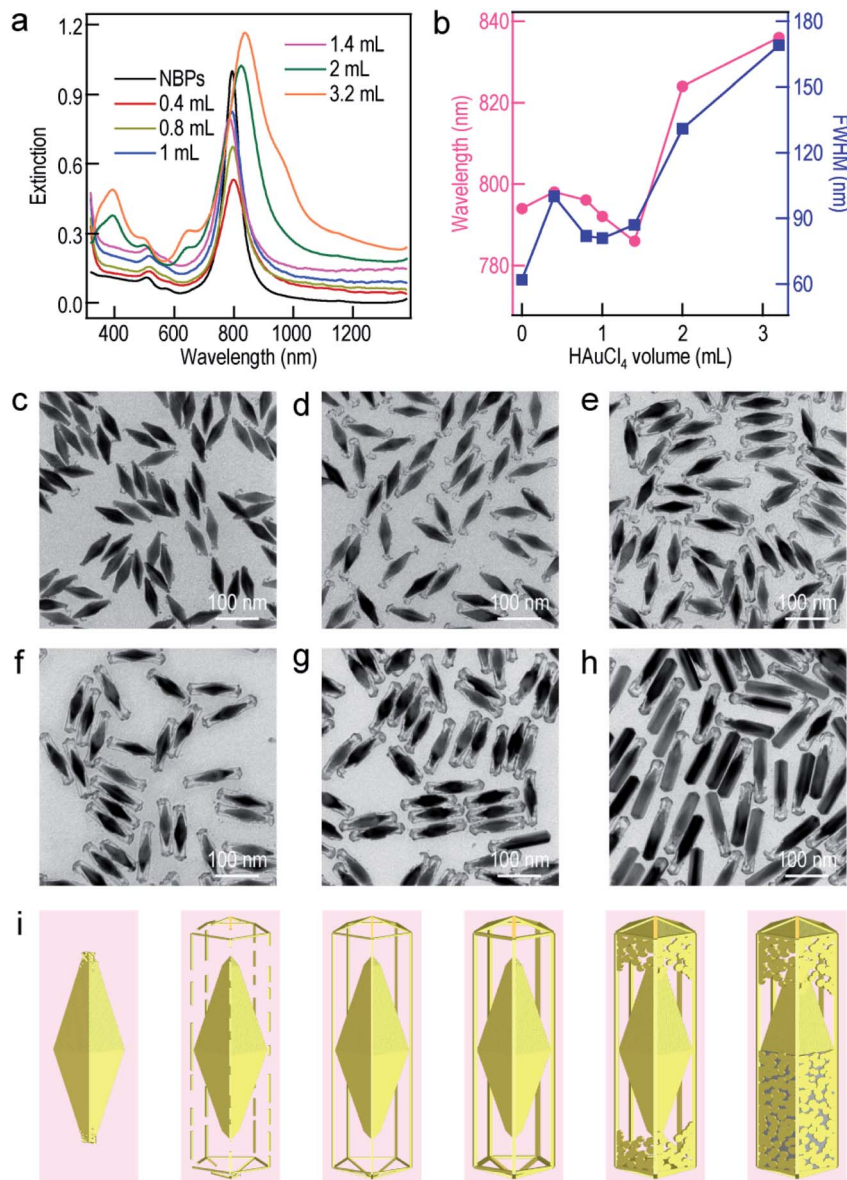 a
1.2
0.9
0.6
0.3
0.0
Extinction
NBPs
0.4 mL
0.8 mL
1 mL
1.4 mL
2 mL
3.2 mL
400 600 800 1000 1200
Wavelength (nm)
b
840
820
800
780
Wavelength (nm)
180
150
120
90
60
FWHM (nm)
0 1 2 3
HAuCl₄ volume (mL)
c
100 nm
d
100 nm
e
100 nm
f
100 nm
g
100 nm
h
100 nm
i